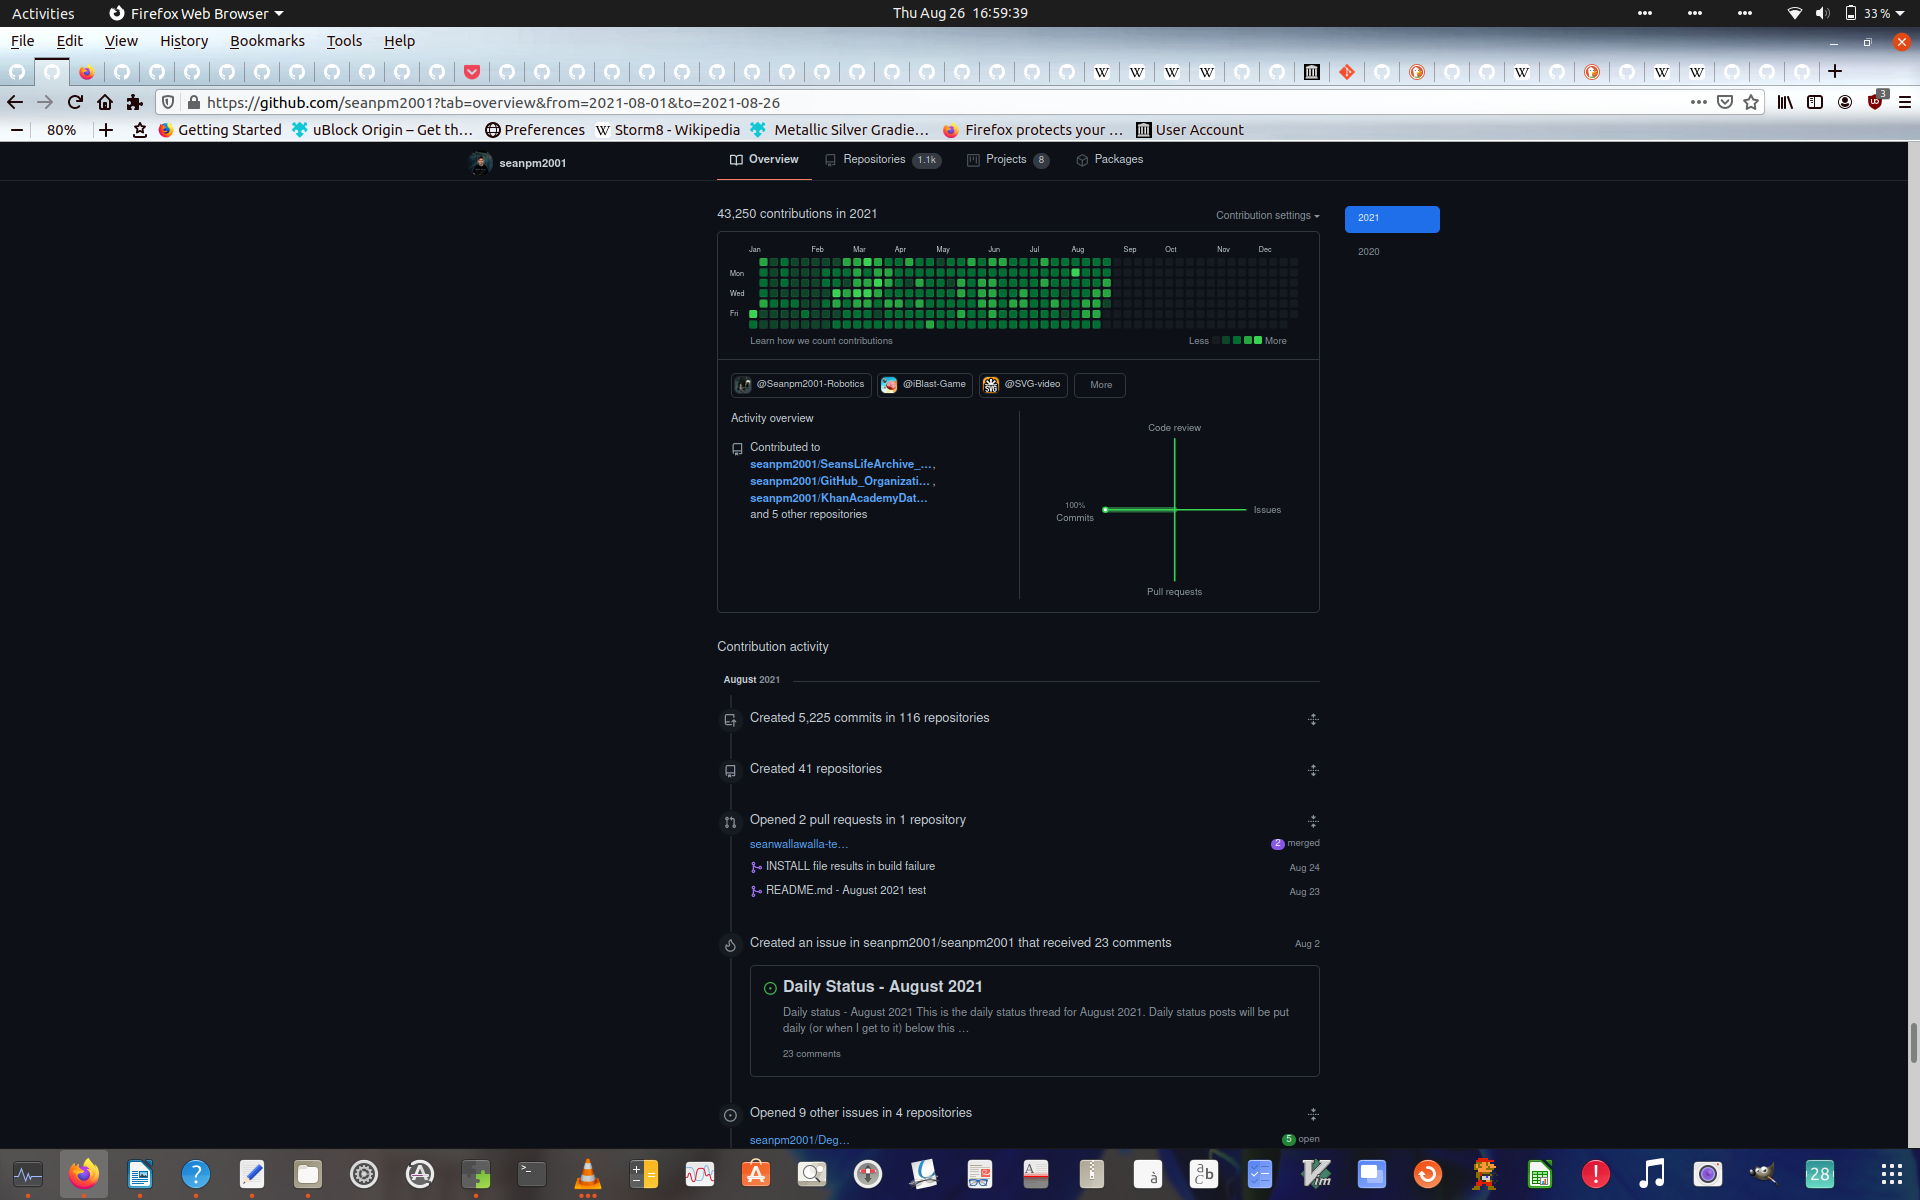 Activities Firefox Web Browser Thu Aug 26 16:59:39 33 %
File Edit View History Bookmarks Tools Help
https://github.com/seanpm2001?tab=overview&from=2021-08-01&to=2021-08-26 3
80% Getting Started uBlock Origin – Get th… Preferences Storm8 - Wikipedia Metallic Silver Gradie… Firefox protects your … User Account
seanpm2001 Overview Repositories 1.1k Projects 8 Packages
43,250 contributions in 2021 Contribution settings 2021
2020
Jan Feb Mar Apr May Jun Jul Aug Sep Oct Nov Dec
Mon
Wed
Fri
Learn how we count contributions Less More
@Seanpm2001-Robotics @iBlast-Game @SVG-video More
Activity overview
Contributed to
seanpm2001/SeansLifeArchive_…,
seanpm2001/GitHub_Organizati… ,
seanpm2001/KhanAcademyDat…
and 5 other repositories
Code review
100%
Commits
Issues
Pull requests
Contribution activity
August 2021
Created 5,225 commits in 116 repositories
Created 41 repositories
Opened 2 pull requests in 1 repository
seanwallawalla-te… 2 merged
INSTALL file results in build failure Aug 24
README.md - August 2021 test Aug 23
Created an issue in seanpm2001/seanpm2001 that received 23 comments Aug 2
Daily Status - August 2021
Daily status - August 2021 This is the daily status thread for August 2021. Daily status posts will be put
daily (or when I get to it) below this …
23 comments
Opened 9 other issues in 4 repositories
seanpm2001/Deg… 5 open
28